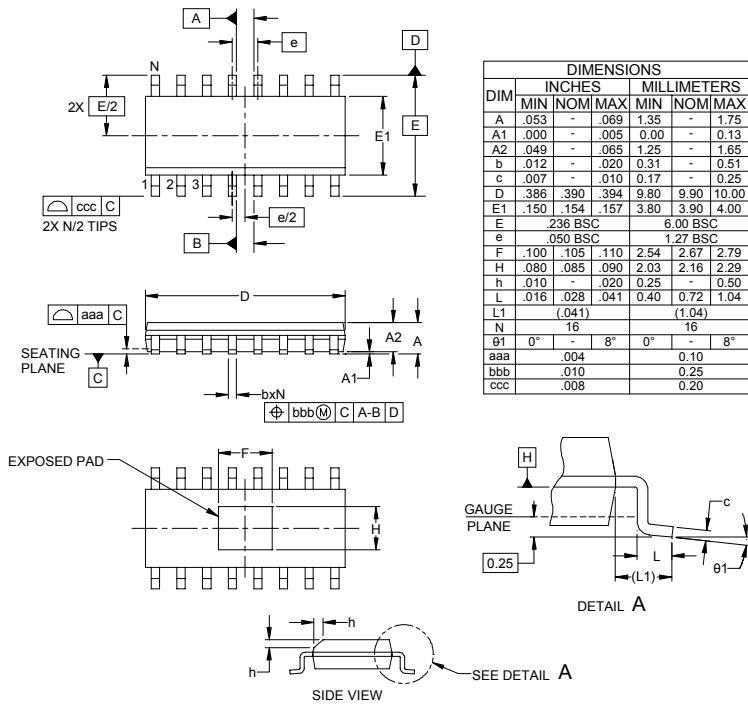 A
e
D
N
2X E/2
E1
E
1 2 3
ccc C
2X N/2 TIPS
e/2
B
D
aaa C
A2 A
SEATING
PLANE
C
A1
bxN
bbb M C A-B D
EXPOSED PAD
F
H
h
h
SEE DETAIL A
SIDE VIEW
DIMENSIONS
DIM INCHES MILLIMETERS
MIN NOM MAX MIN NOM MAX
A .053 - .069 1.35 - 1.75
A1 .000 - .005 0.00 - 0.13
A2 .049 - .065 1.25 - 1.65
b .012 - .020 0.31 - 0.51
c .007 - .010 0.17 - 0.25
D .386 .390 .394 9.80 9.90 10.00
E1 .150 .154 .157 3.80 3.90 4.00
E .236 BSC 6.00 BSC
e .050 BSC 1.27 BSC
F .100 .105 .110 2.54 2.67 2.79
H .080 .085 .090 2.03 2.16 2.29
h .010 - .020 0.25 - 0.50
L .016 .028 .041 0.40 0.72 1.04
L1 (.041) (1.04)
N 16 16
θ1 0° - 8° 0° - 8°
aaa .004 0.10
bbb .010 0.25
ccc .008 0.20
H
GAUGE
PLANE
0.25
c
L
(L1)
θ1
DETAIL A